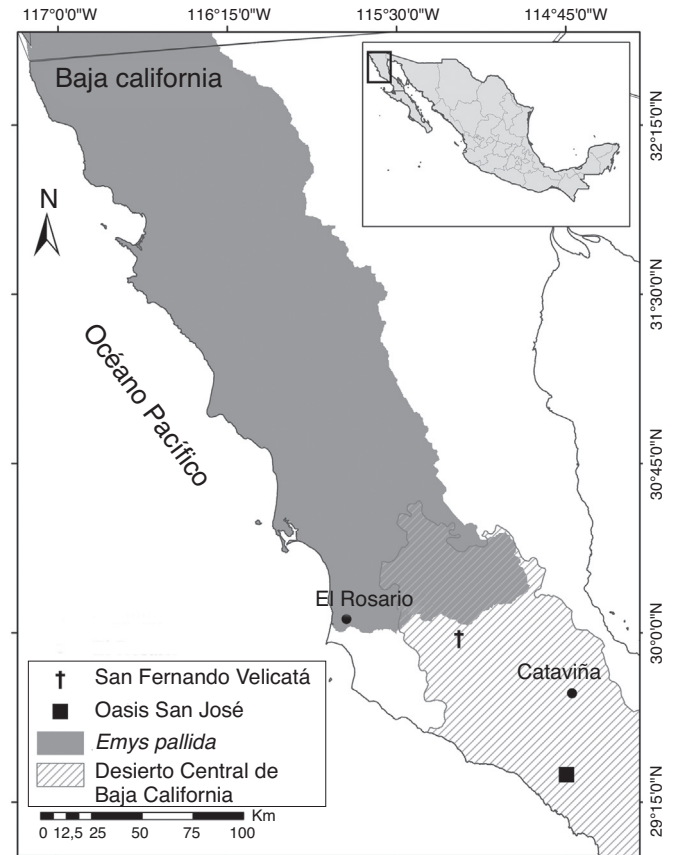 117°0'0"W 116°15'0"W 115°30'0"W 114°45'0"W
Baja california
32°15'0"N
N
31°30'0"N
Océano Pacífico
30°45'0"N
El Rosario
30°0'0"N
†
Cataviña
† San Fernando Velicatá
Oasis San José
Emys pallida
Desierto Central de
Baja California
29°15'0"N
Km
0 12,5 25 50 75 100